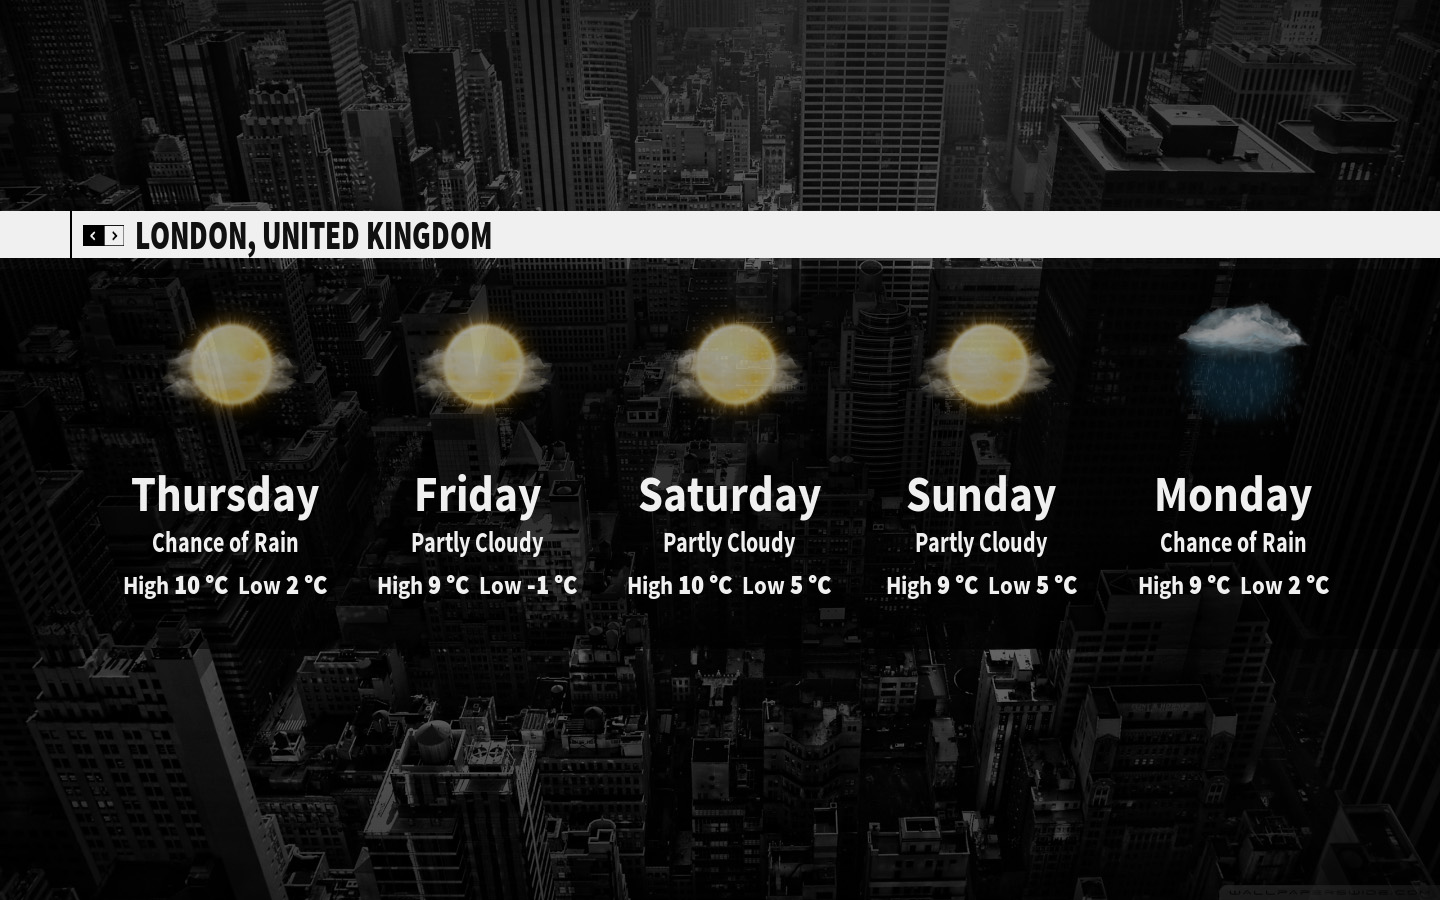 LONDON, UNITED KINGDOM
Thursday
Chance of Rain
High 10 °C Low 2 °C
Friday
Partly Cloudy
High 9 °C Low -1 °C
Saturday
Partly Cloudy
High 10 °C Low 5 °C
Sunday
Partly Cloudy
High 9 °C Low 5 °C
Monday
Chance of Rain
High 9 °C Low 2 °C